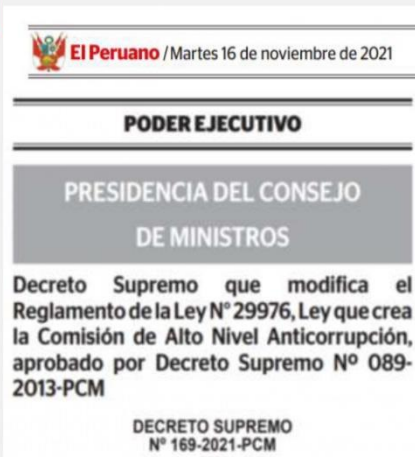 El Peruano / Martes 16 de noviembre de 2021
PODER EJECUTIVO
PRESIDENCIA DEL CONSEJO
DE MINISTROS
Decreto Supremo que modifica el
Reglamento de la Ley N° 29976, Ley que crea
la Comisión de Alto Nivel Anticorrupción,
aprobado por Decreto Supremo Nº 089-
2013-PCM
DECRETO SUPREMO
Nº 169-2021-PCM